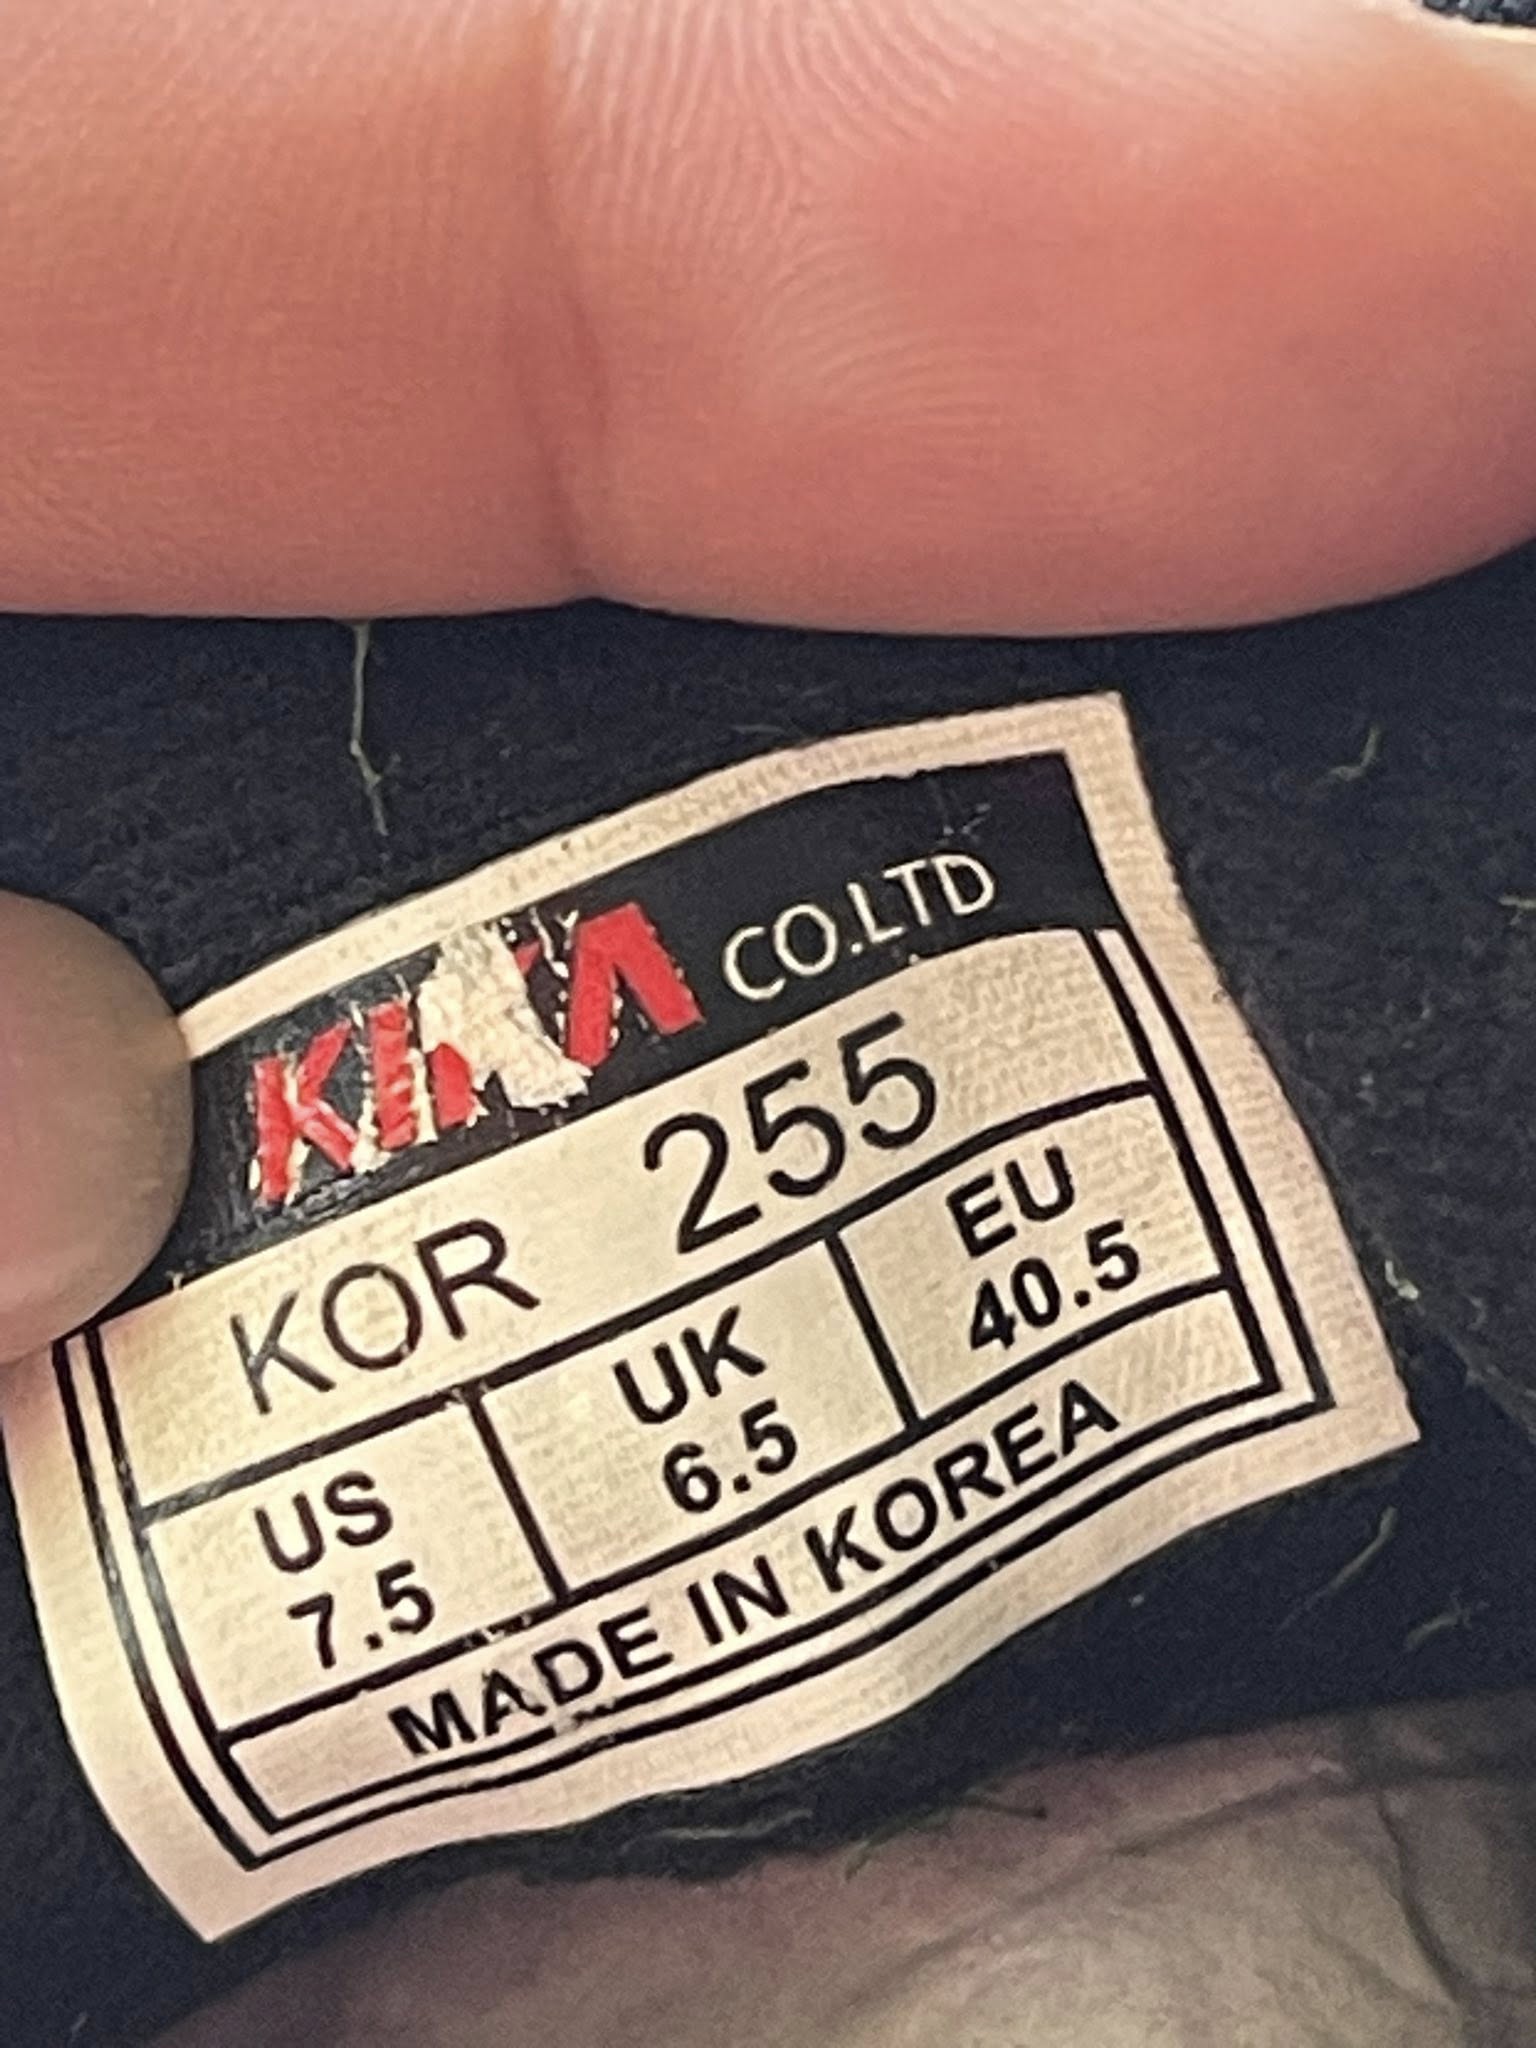 CO.LTD
KOR 255
US UK EU
7.5 6.5 40.5
MADE IN KOREA